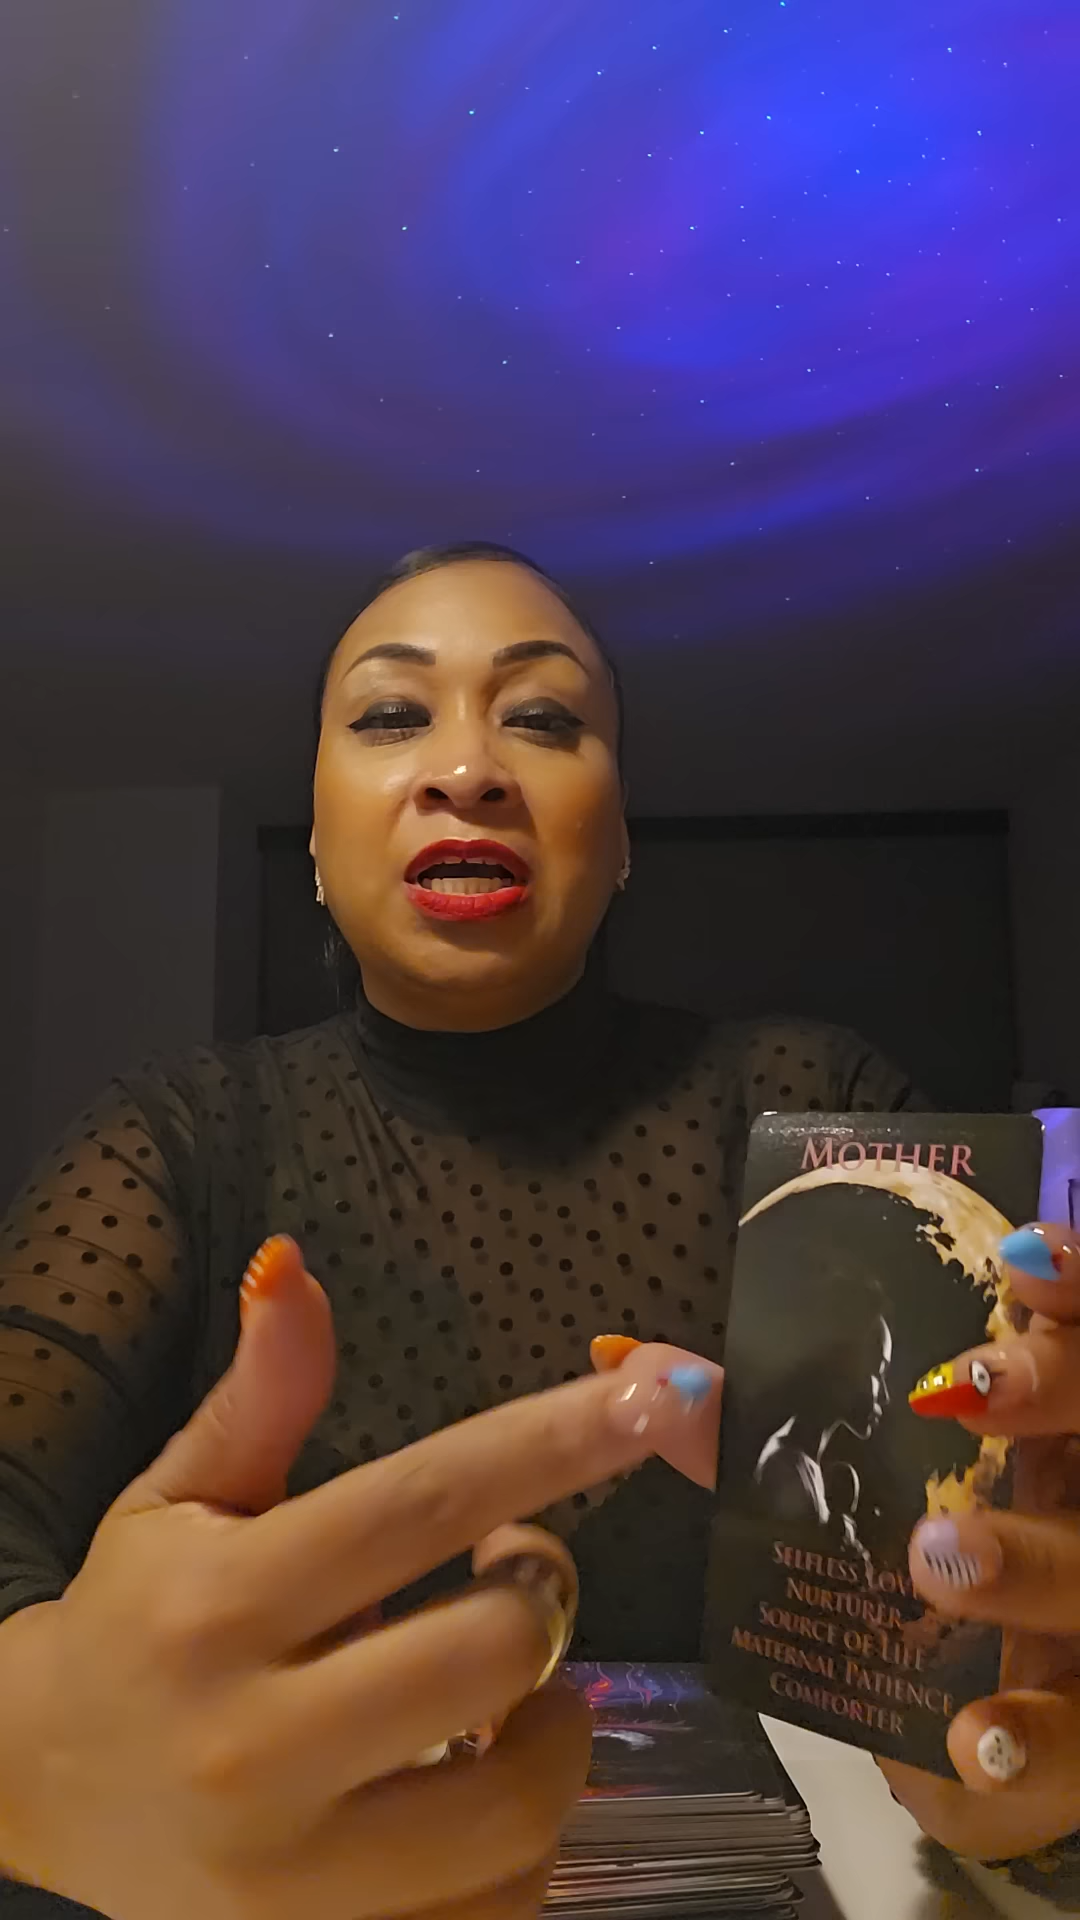 MOTHER
SELFLESS LOVE
NURTURER
SOURCE OF LIFE
MATERNAL PATIENCE
COMFORTER